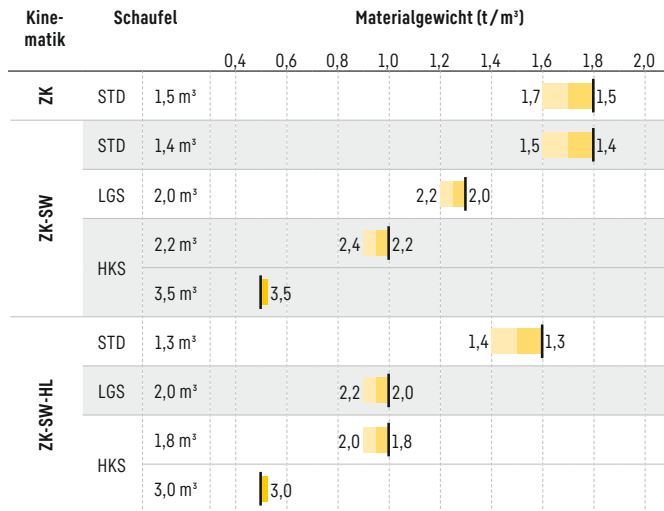 Kine-
matik
Schaufel
Materialgewicht (t / m³)
0,4 0,6 0,8 1,0 1,2 1,4 1,6 1,8 2,0
ZK STD 1,5 m³ 1,7 1,5
ZK-SW
STD 1,4 m³ 1,5 1,4
LGS 2,0 m³ 2,2 2,0
HKS
2,2 m³ 2,4 2,2
3,5 m³ 3,5
ZK-SW-HL
STD 1,3 m³ 1,4 1,3
LGS 2,0 m³ 2,2 2,0
HKS
1,8 m³ 2,0 1,8
3,0 m³ 3,0